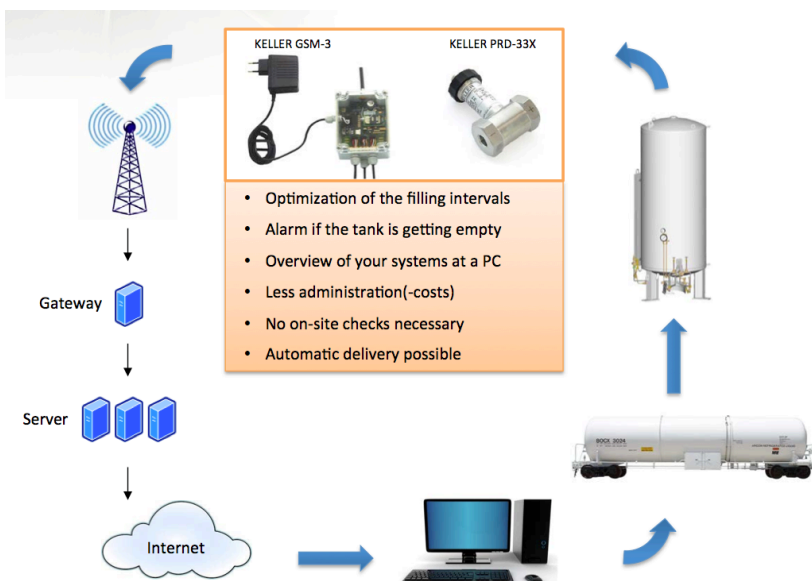 KELLER GSM-3
KELLER PRD-33X
• Optimization of the filling intervals
• Alarm if the tank is getting empty
• Overview of your systems at a PC
• Less administration(-costs)
• No on-site checks necessary
• Automatic delivery possible
Gateway
Server
Internet